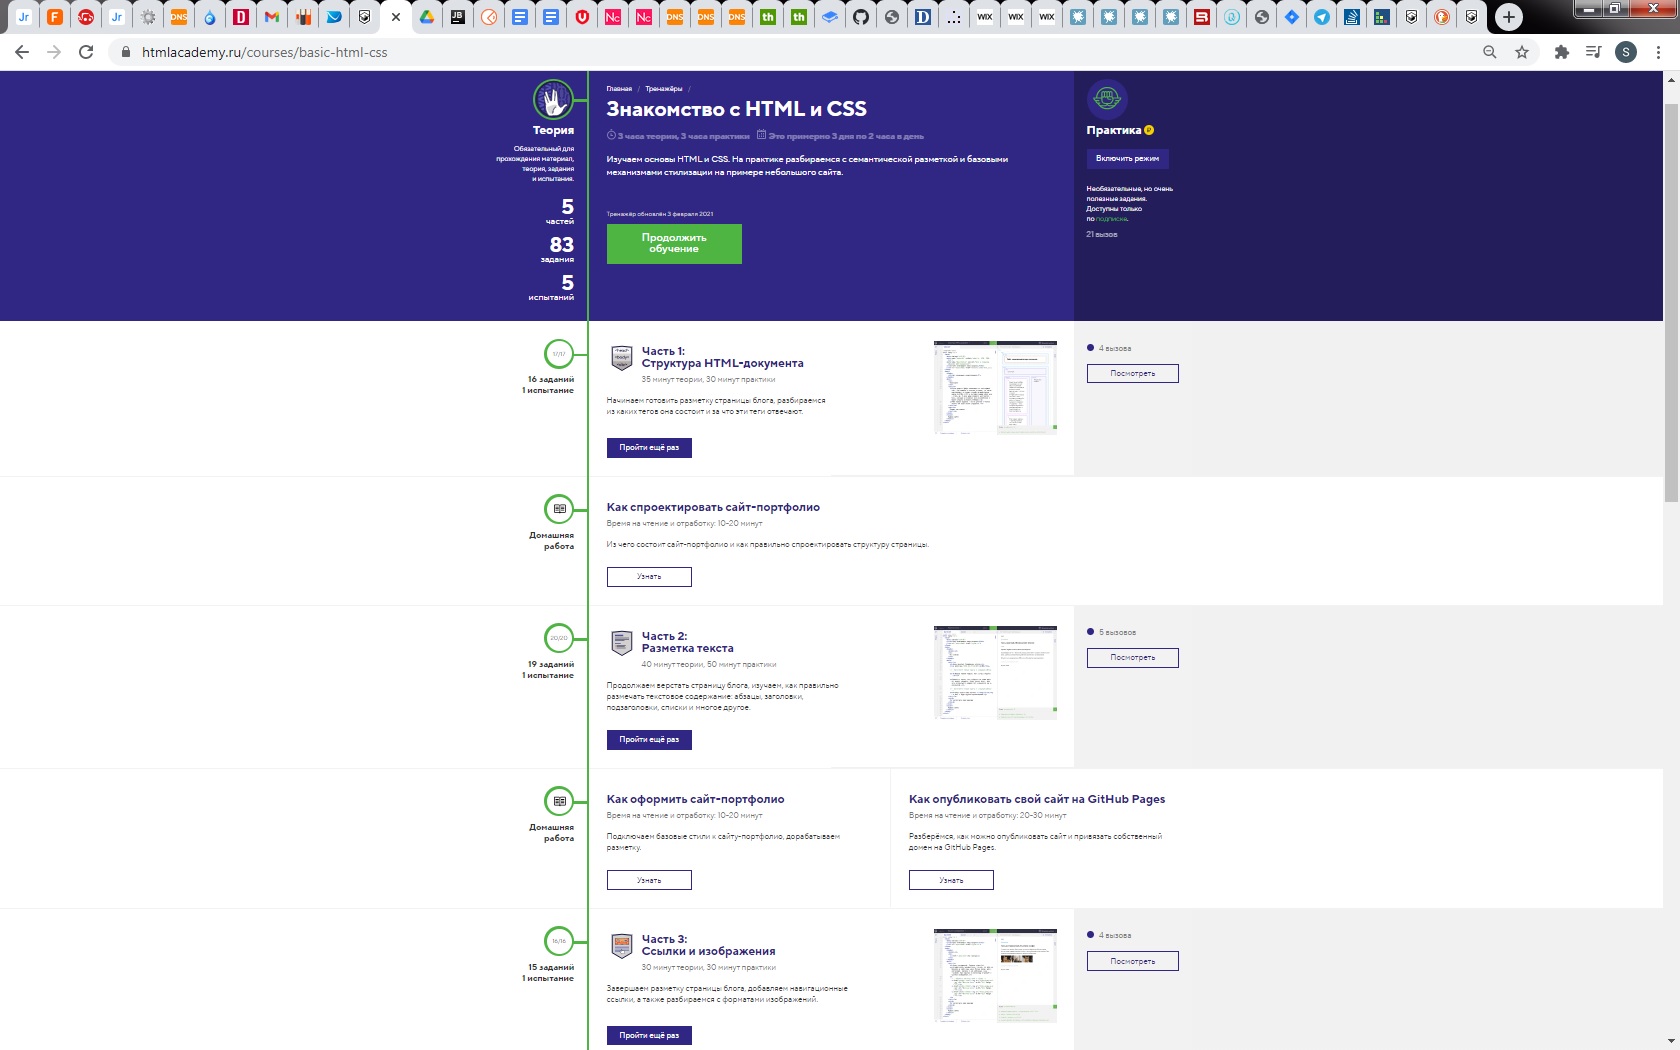 htmlacademy.ru/courses/basic-html-css
S
Теория
Обязательный для
прохождения материал,
теория, задания
и испытания.
5
частей
83
задания
5
испытаний
Главная / Тренажёры /
Знакомство с HTML и CSS
3 часа теории, 3 часа практики Это примерно 3 дня по 2 часа в день
Изучаем основы HTML и CSS. На практике разбираемся с семантической разметкой и базовыми
механизмами стилизации на примере небольшого сайта.
Тренажёр обновлён 3 февраля 2021
Продолжить
обучение
Практика
Включить режим
Необязательные, но очень
полезные задания.
Доступны только
по подписке.
21 вызов
17/17
16 заданий
1 испытание
Часть 1:
Структура HTML-документа
35 минут теории, 30 минут практики
Начинаем готовить разметку страницы блога, разбираемся
из каких тегов она состоит и за что эти теги отвечают.
Пройти ещё раз
4 вызова
Посмотреть
Домашняя
работа
Как спроектировать сайт-портфолио
Время на чтение и отработку: 10-20 минут
Из чего состоит сайт-портфолио и как правильно спроектировать структуру страницы.
Узнать
20/20
19 заданий
1 испытание
Часть 2:
Разметка текста
40 минут теории, 50 минут практики
Продолжаем верстать страницу блога, изучаем, как правильно
размечать текстовое содержание: абзацы, заголовки,
подзаголовки, списки и многое другое.
Пройти ещё раз
5 вызовов
Посмотреть
Домашняя
работа
Как оформить сайт-портфолио
Время на чтение и отработку: 10-20 минут
Подключаем базовые стили к сайту-портфолио, дорабатываем
разметку.
Узнать
Как опубликовать свой сайт на GitHub Pages
Время на чтение и отработку: 20-30 минут
Разберёмся, как можно опубликовать сайт и привязать собственный
домен на GitHub Pages.
Узнать
16/16
15 заданий
1 испытание
Часть 3:
Ссылки и изображения
30 минут теории, 30 минут практики
Завершаем разметку страницы блога, добавляем навигационные
ссылки, а также разбираемся с форматами изображений.
Пройти ещё раз
4 вызова
Посмотреть